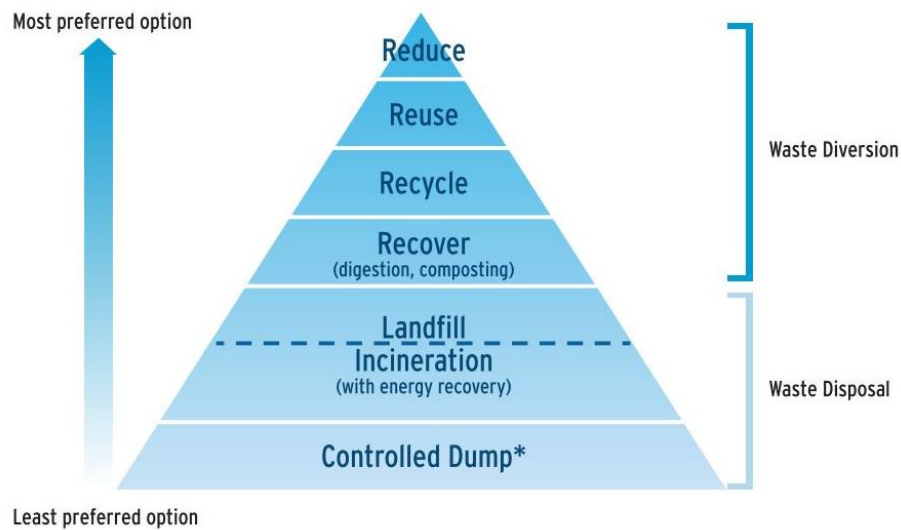 Most preferred option
Reduce
Reuse
Recycle
Recover
(digestion, composting)
Landfill
Incineration
(with energy recovery)
Controlled Dump*
Waste Diversion
Waste Disposal
Least preferred option